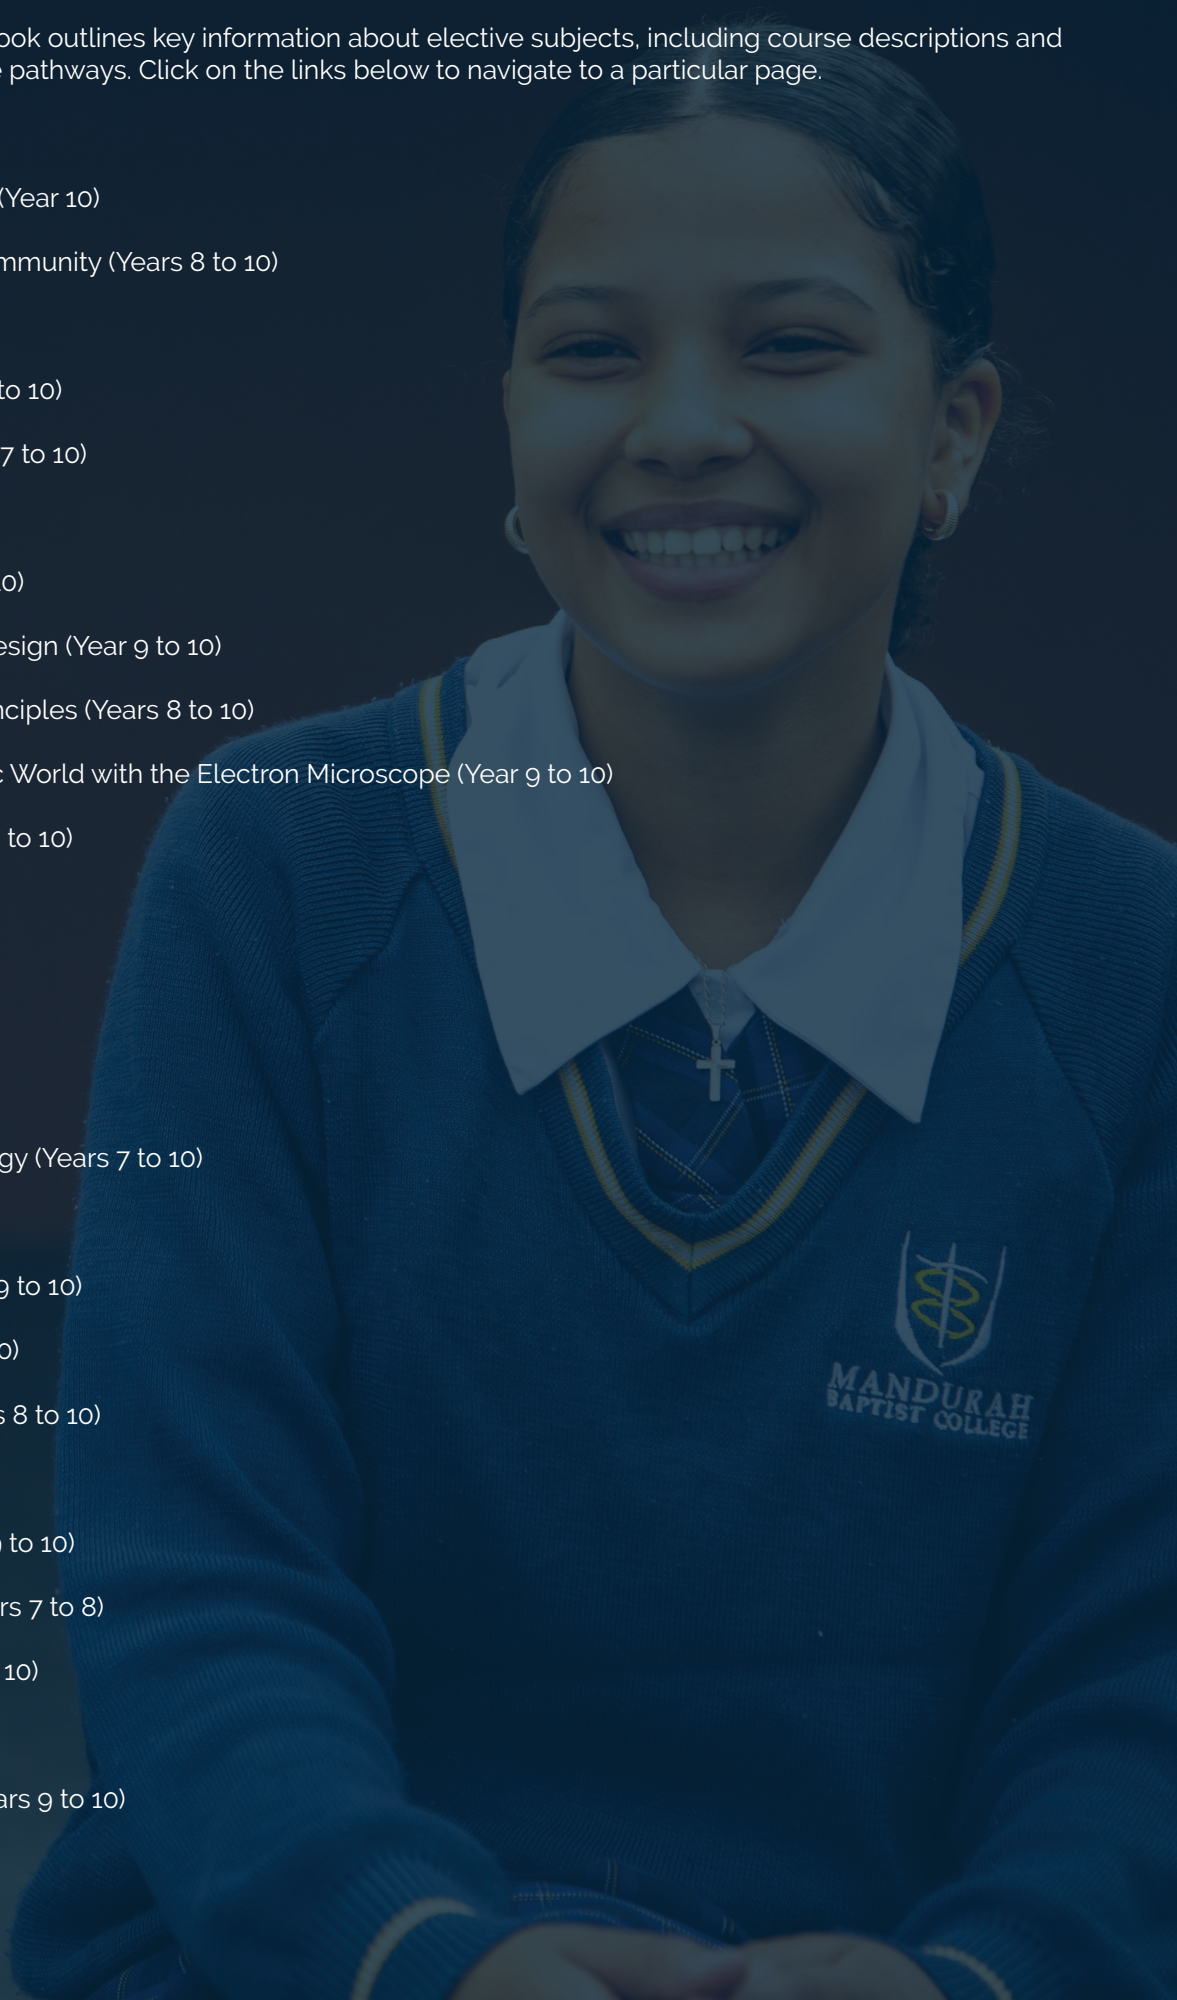 ook outlines key information about elective subjects, including course descriptions and
pathways. Click on the links below to navigate to a particular page.
(Year 10)
mmunity (Years 8 to 10)
to 10)
7 to 10)
0)
esign (Year 9 to 10)
nciples (Years 8 to 10)
c World with the Electron Microscope (Year 9 to 10)
to 10)
gy (Years 7 to 10)
9 to 10)
0)
s 8 to 10)
to 10)
rs 7 to 8)
10)
ars 9 to 10)
MANDURAH
BAPTIST COLLEGE